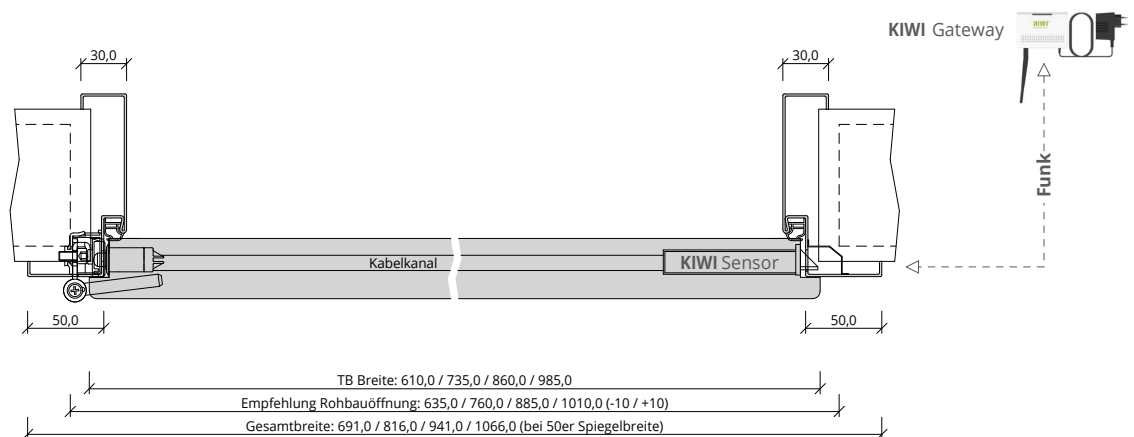 KIWI Gateway
KIWI
30,0
30,0
Funk
Kabelkanal
KIWI Sensor
50,0
50,0
TB Breite: 610,0 / 735,0 / 860,0 / 985,0
Empfehlung Rohbauöffnung: 635,0 / 760,0 / 885,0 / 1010,0 (-10 / +10)
Gesamtbreite: 691,0 / 816,0 / 941,0 / 1066,0 (bei 50er Spiegelbreite)